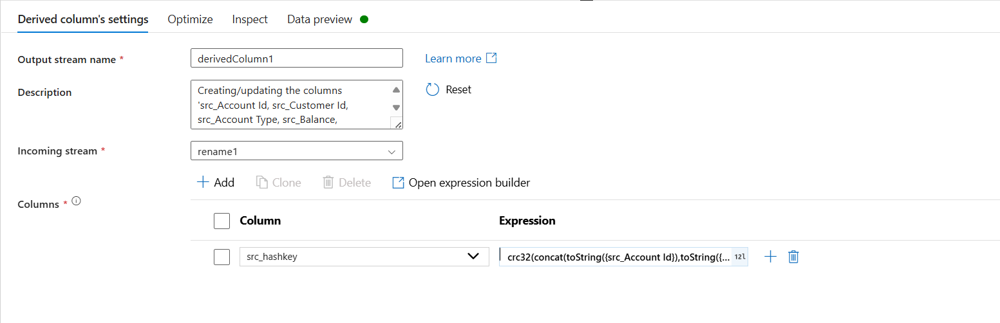 Derived column's settings Optimize Inspect Data preview
Output stream name *
derivedColumn1
Learn more
Description
Creating/updating the columns
'src_Account Id, src_Customer Id,
src_Account Type, src_Balance,
Reset
Incoming stream *
rename1
Add Clone Delete Open expression builder
Columns *
Column Expression
src_hashkey
crc32(concat(toString({src_Account Id}),toString({... 12l